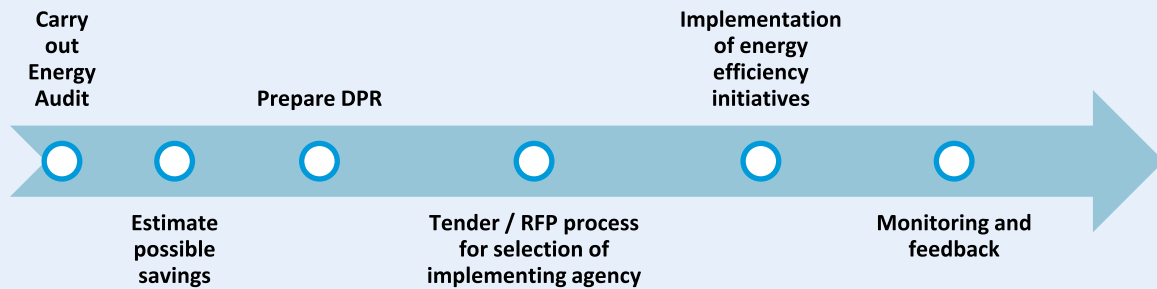 Carry
out
Energy
Audit
Estimate
possible
savings
Prepare DPR
Tender / RFP process
for selection of
implementing agency
Implementation
of energy
efficiency
initiatives
Monitoring and
feedback